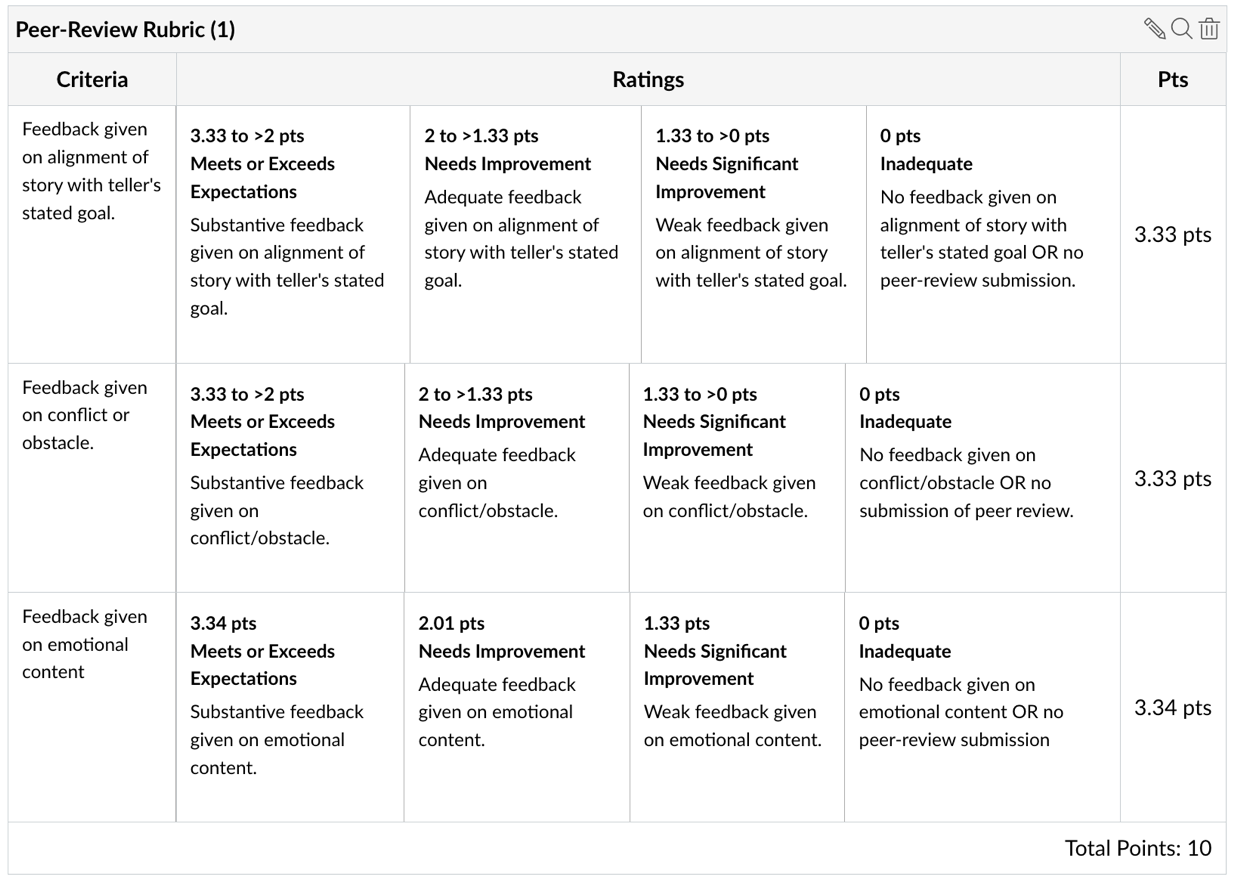 Peer-Review Rubric (1)
Criteria
Ratings
Pts
Feedback given
on alignment of
story with teller's
stated goal.
3.33 to >2 pts
Meets or Exceeds
Expectations
Substantive feedback
given on alignment of
story with teller's stated
goal.
2 to >1.33 pts
Needs Improvement
Adequate feedback
given on alignment of
story with teller's stated
goal.
1.33 to >0 pts
Needs Significant
Improvement
Weak feedback given
on alignment of story
with teller's stated goal.
0 pts
Inadequate
No feedback given on
alignment of story with
teller's stated goal OR no
peer-review submission.
3.33 pts
Feedback given
on conflict or
obstacle.
3.33 to >2 pts
Meets or Exceeds
Expectations
Substantive feedback
given on
conflict/obstacle.
2 to >1.33 pts
Needs Improvement
Adequate feedback
given on
conflict/obstacle.
1.33 to >0 pts
Needs Significant
Improvement
Weak feedback given
on conflict/obstacle.
0 pts
Inadequate
No feedback given on
conflict/obstacle OR no
submission of peer review.
3.33 pts
Feedback given
on emotional
content
3.34 pts
Meets or Exceeds
Expectations
Substantive feedback
given on emotional
content.
2.01 pts
Needs Improvement
Adequate feedback
given on emotional
content.
1.33 pts
Needs Significant
Improvement
Weak feedback given
on emotional content.
0 pts
Inadequate
No feedback given on
emotional content OR no
peer-review submission
3.34 pts
Total Points: 10